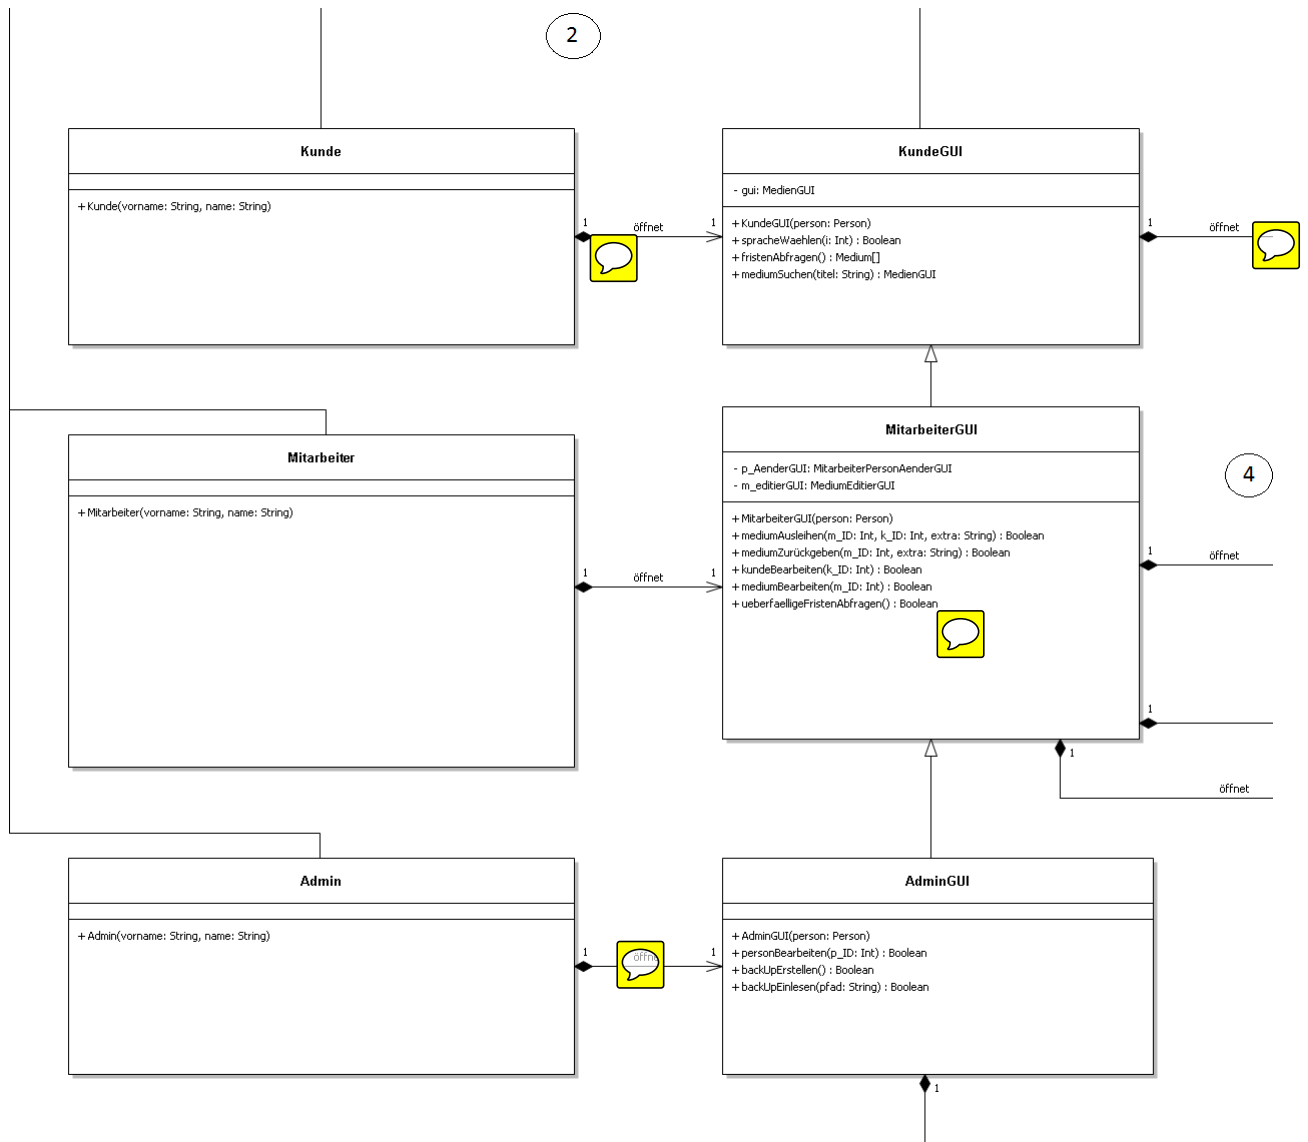 2
Kunde
+ Kunde(vorname: String, name: String)
1
öffnet
1
KundeGUI
- gui: MedienGUI
+ KundeGUI(person: Person)
+ spracheWaehlen(i: Int) : Boolean
+ fristenAbfragen() : Medium[]
+ mediumSuchen(titel: String) : MedienGUI
1
öffnet
Mitarbeiter
+ Mitarbeiter(vorname: String, name: String)
1
öffnet
1
MitarbeiterGUI
- p_AenderGUI: MitarbeiterPersonAenderGUI
- m_editierGUI: MediumEditierGUI
+ MitarbeiterGUI(person: Person)
+ mediumAusleihen(m_ID: Int, k_ID: Int, extra: String) : Boolean
+ mediumZurückgeben(m_ID: Int, extra: String) : Boolean
+ kundeBearbeiten(k_ID: Int) : Boolean
+ mediumBearbeiten(m_ID: Int) : Boolean
+ ueberfaelligeFristenAbfragen() : Boolean
4
1
öffnet
1
1
öffnet
Admin
+ Admin(vorname: String, name: String)
1
öffne
1
AdminGUI
+ AdminGUI(person: Person)
+ personBearbeiten(p_ID: Int) : Boolean
+ backUpErstellen() : Boolean
+ backUpEinlesen(pfad: String) : Boolean
1